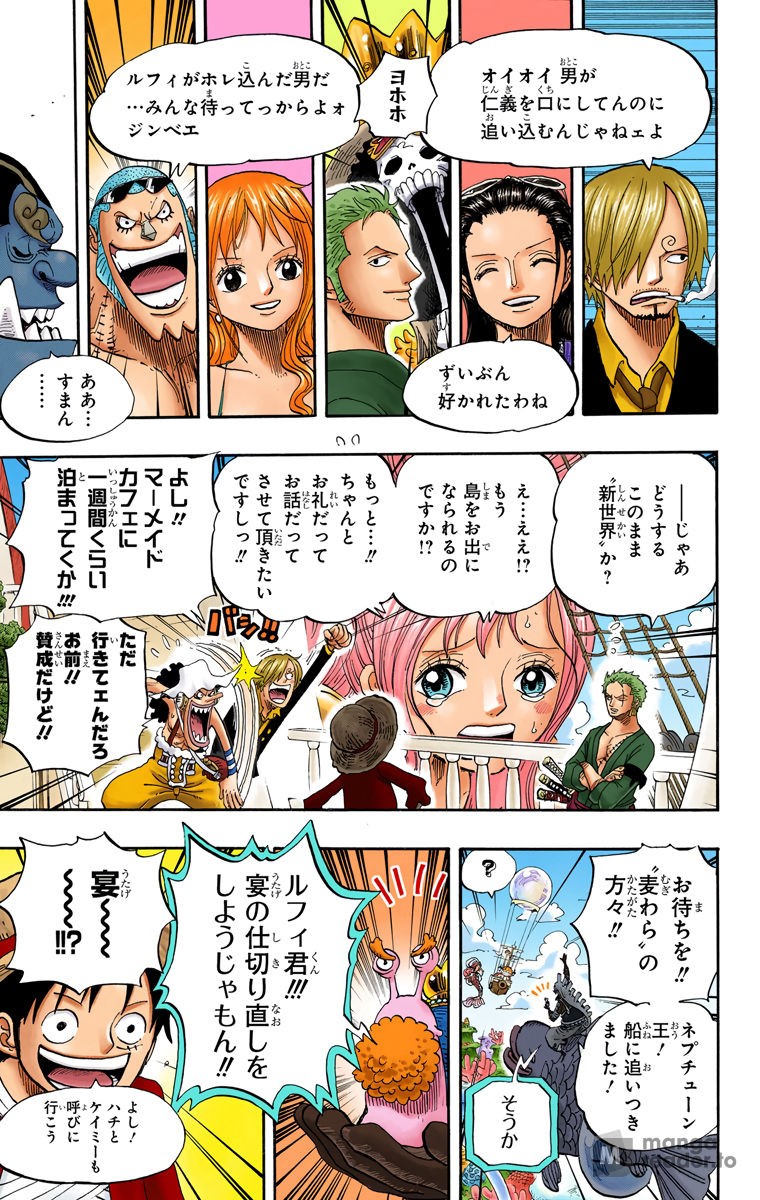 オイオイ男が
仁義を口にしてんのに
追い込むんじゃねェよ
ヨホホ
ルフィがホレ込んだ男だ
…みんな待ってっからよォ
ジンベエ
ずいぶん
好かれたわね
ああ…
すまん
……
――じゃあ
どうする
このまま
〝新世界〟か?
え…ええ!?
もう
島をお出に
なられるの
ですか!?
もっと…!!
ちゃんと
お礼だって
お話だって
させて頂きたい
ですしっ!!
よし!!
マーメイド
カフェに
一週間くらい
泊まってくか!!!
バシ!!
ただ
行きてェんだろ
お前!!
賛成だけど!!
?
お待ちを!!
〝麦わら〟の
方々!!
ネプチューン
王!
船に追いつき
ました!
そうか
ルフィ君!!!
宴の仕切り直しを
しようじゃもん!!
宴〜〜
〜〜!!?
よし!
ハチと
ケイミーも
呼びに
行こう
manga
reader.to